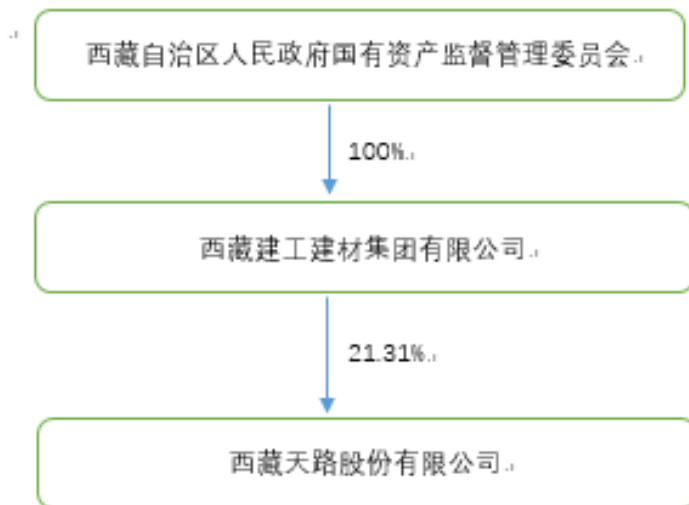 西藏自治区人民政府国有资产监督管理委员会
100%
西藏建工建材集团有限公司
21.31%
西藏天路股份有限公司